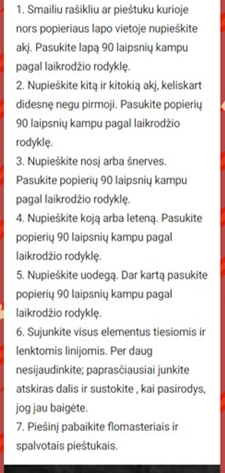 1. Smailiu rašikliu ar pieštuku kurioje
nors popieriaus lapo vietoje nupieškite
akį. Pasukite lapą 90 laipsnių kampu
pagal laikrodžio rodyklę.
2. Nupieškite kitą ir kitokią akį, keliskart
didesnę negu pirmoji. Pasukite popierių
90 laipsnių kampu pagal laikrodžio
rodyklę.
3. Nupieškite nosį arba šnerves.
Pasukite popierių 90 laipsnių kampu
pagal laikrodžio rodyklę.
4. Nupieškite koją arba leteną. Pasukite
popierių 90 laipsnių kampu pagal
laikrodžio rodyklę.
5. Nupieškite uodegą. Dar kartą pasukite
popierių 90 laipsnių kampu pagal
laikrodžio rodyklę.
6. Sujunkite visus elementus tiesiomis ir
lenktomis linijomis. Per daug
nesijaudinkite; paprasčiausiai junkite
atskiras dalis ir sustokite , kai pasirodys,
jog jau baigėte.
7. Piešinį pabaikite flomasteriais ir
spalvotais pieštukais.